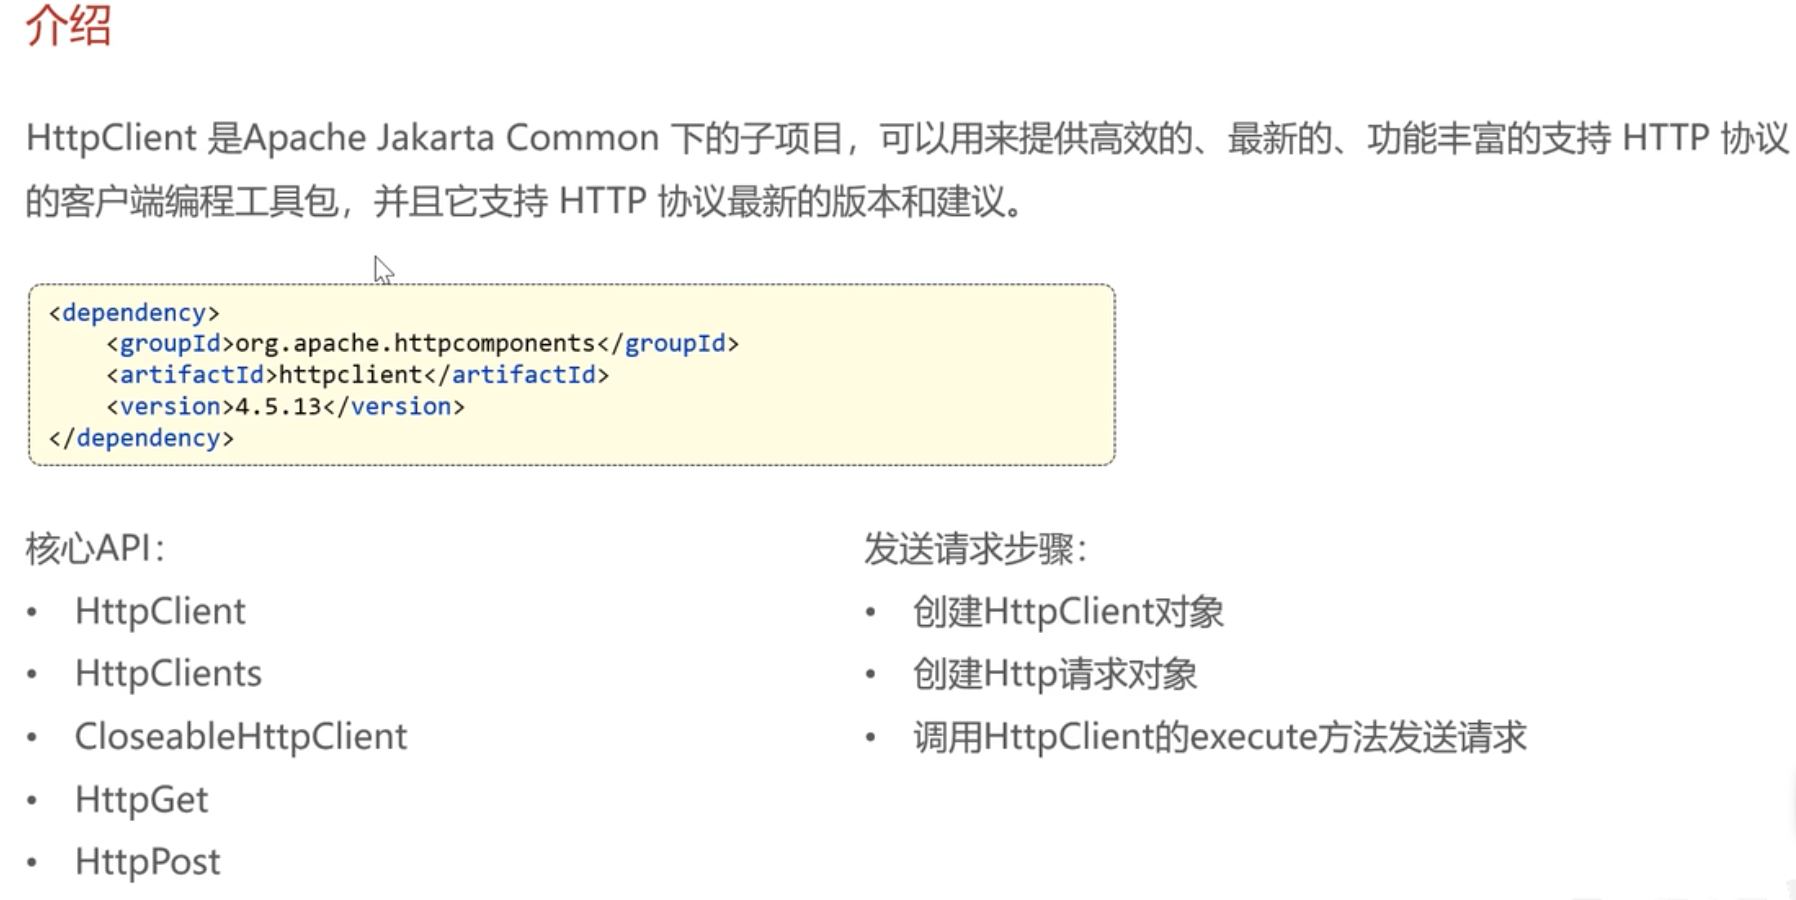 介绍
HttpClient 是Apache Jakarta Common 下的子项目，可以用来提供高效的、最新的、功能丰富的支持 HTTP 协议
的客户端编程工具包，并且它支持 HTTP 协议最新的版本和建议。
<dependency>
    <groupId>org.apache.httpcomponents</groupId>
    <artifactId>httpclient</artifactId>
    <version>4.5.13</version>
</dependency>
核心API：
• HttpClient
• HttpClients
• CloseableHttpClient
• HttpGet
• HttpPost
发送请求步骤：
• 创建HttpClient对象
• 创建Http请求对象
• 调用HttpClient的execute方法发送请求